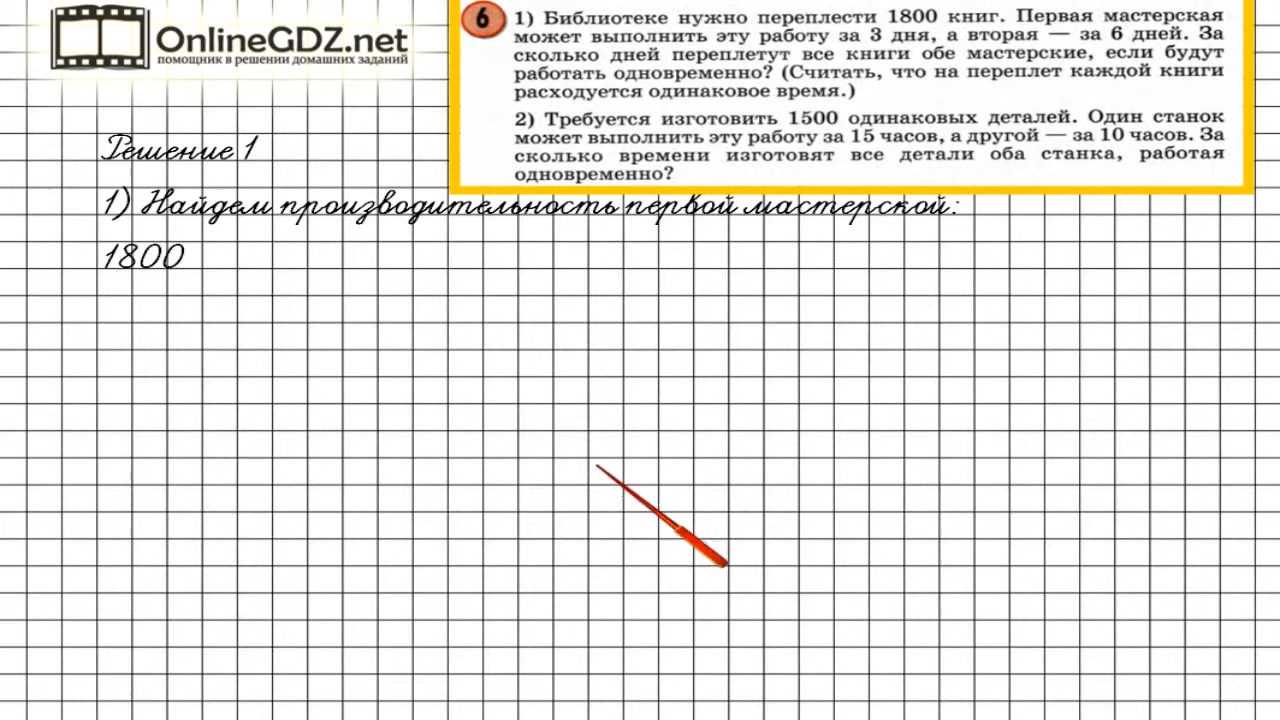 OnlineGDZ.net
помощник в решении домашних заданий
6
1) Библиотеке нужно переплести 1800 книг. Первая мастерская
может выполнить эту работу за 3 дня, а вторая — за 6 дней. За
сколько дней переплетут все книги обе мастерские, если будут
работать одновременно? (Считать, что на переплет каждой книги
расходуется одинаковое время.)
2) Требуется изготовить 1500 одинаковых деталей. Один станок
может выполнить эту работу за 15 часов, а другой — за 10 часов. За
сколько времени изготовят все детали оба станка, работая
одновременно?
Решение 1
1) Найдем производительность первой мастерской:
1800